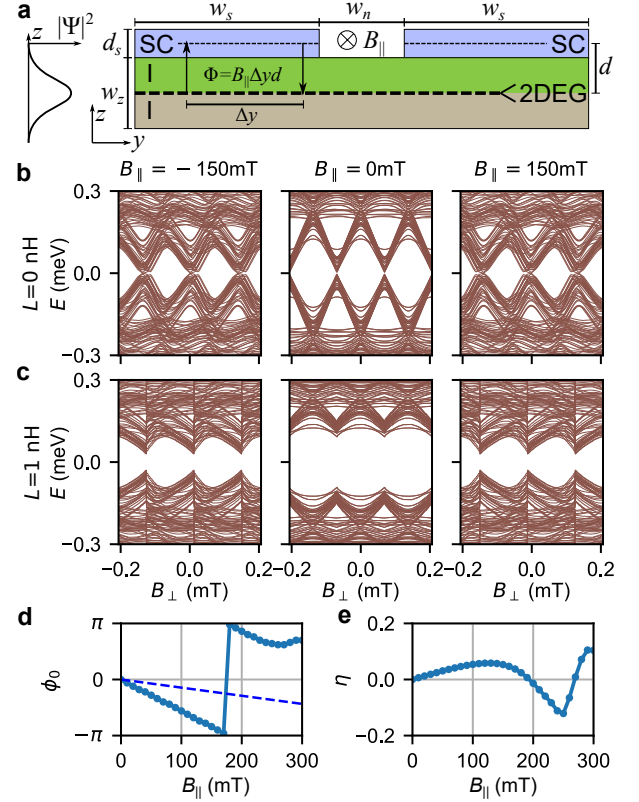 a
z
|Ψ|²
w_s
w_n
w_s
d_s
SC
⊗ B_∥
SC
I
Φ=B_∥Δyd
d
w_z
2DEG
z
I
Δy
y
b
B_∥ = − 150mT
B_∥ = 0mT
B_∥ = 150mT
L=0 nH
E (meV)
0.3
0.0
−0.3
c
L=1 nH
E (meV)
0.3
0.0
−0.3
−0.2 0.0 0.2
−0.2 0.0 0.2
−0.2 0.0 0.2
B_⊥ (mT)
B_⊥ (mT)
B_⊥ (mT)
d
π
0
−π
ϕ₀
0 100 200 300
B_∥ (mT)
e
0.2
0.0
−0.2
η
0 100 200 300
B_∥ (mT)